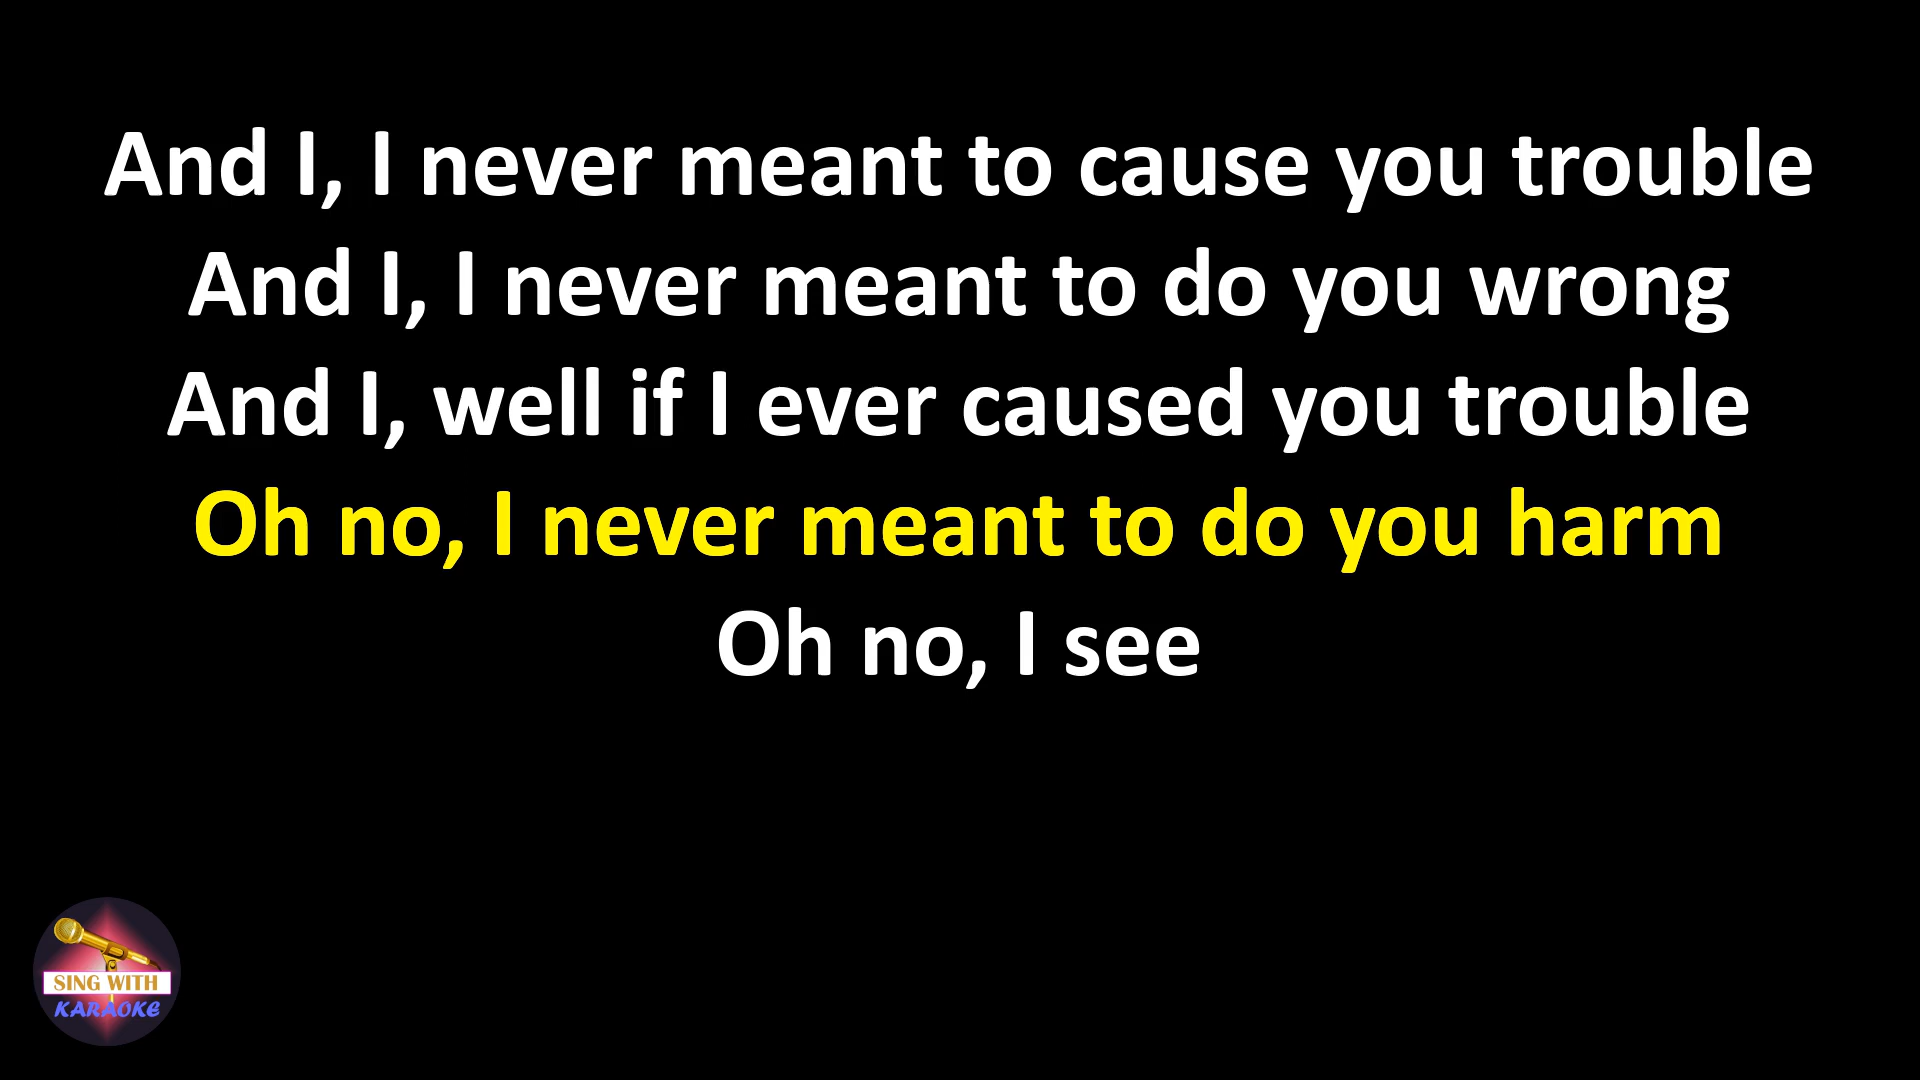 And I, I never meant to cause you trouble
And I, I never meant to do you wrong
And I, well if I ever caused you trouble
Oh no, I never meant to do you harm
Oh no, I see
SING WITH
KARAOKE